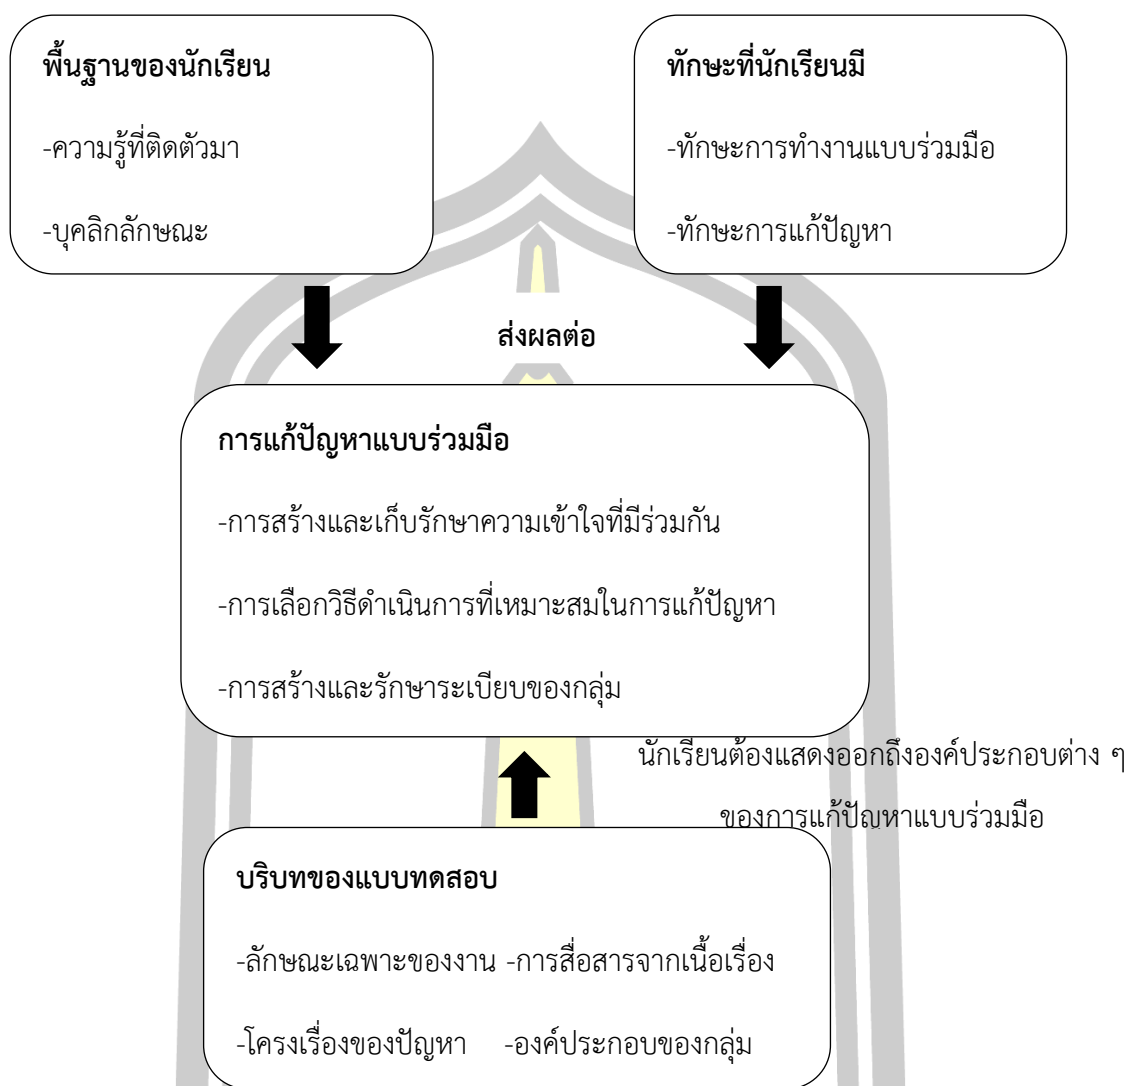 พื้นฐานของนักเรียน
-ความรู้ที่ติดตัวมา
-บุคลิกลักษณะ
ทักษะที่นักเรียนมี
-ทักษะการทำงานแบบร่วมมือ
-ทักษะการแก้ปัญหา
ส่งผลต่อ
การแก้ปัญหาแบบร่วมมือ
-การสร้างและเก็บรักษาความเข้าใจที่มีร่วมกัน
-การเลือกวิธีดำเนินการที่เหมาะสมในการแก้ปัญหา
-การสร้างและรักษาระเบียบของกลุ่ม
นักเรียนต้องแสดงออกถึงองค์ประกอบต่าง ๆ
ของการแก้ปัญหาแบบร่วมมือ
บริบทของแบบทดสอบ
-ลักษณะเฉพาะของงาน -การสื่อสารจากเนื้อเรื่อง
-โครงเรื่องของปัญหา -องค์ประกอบของกลุ่ม